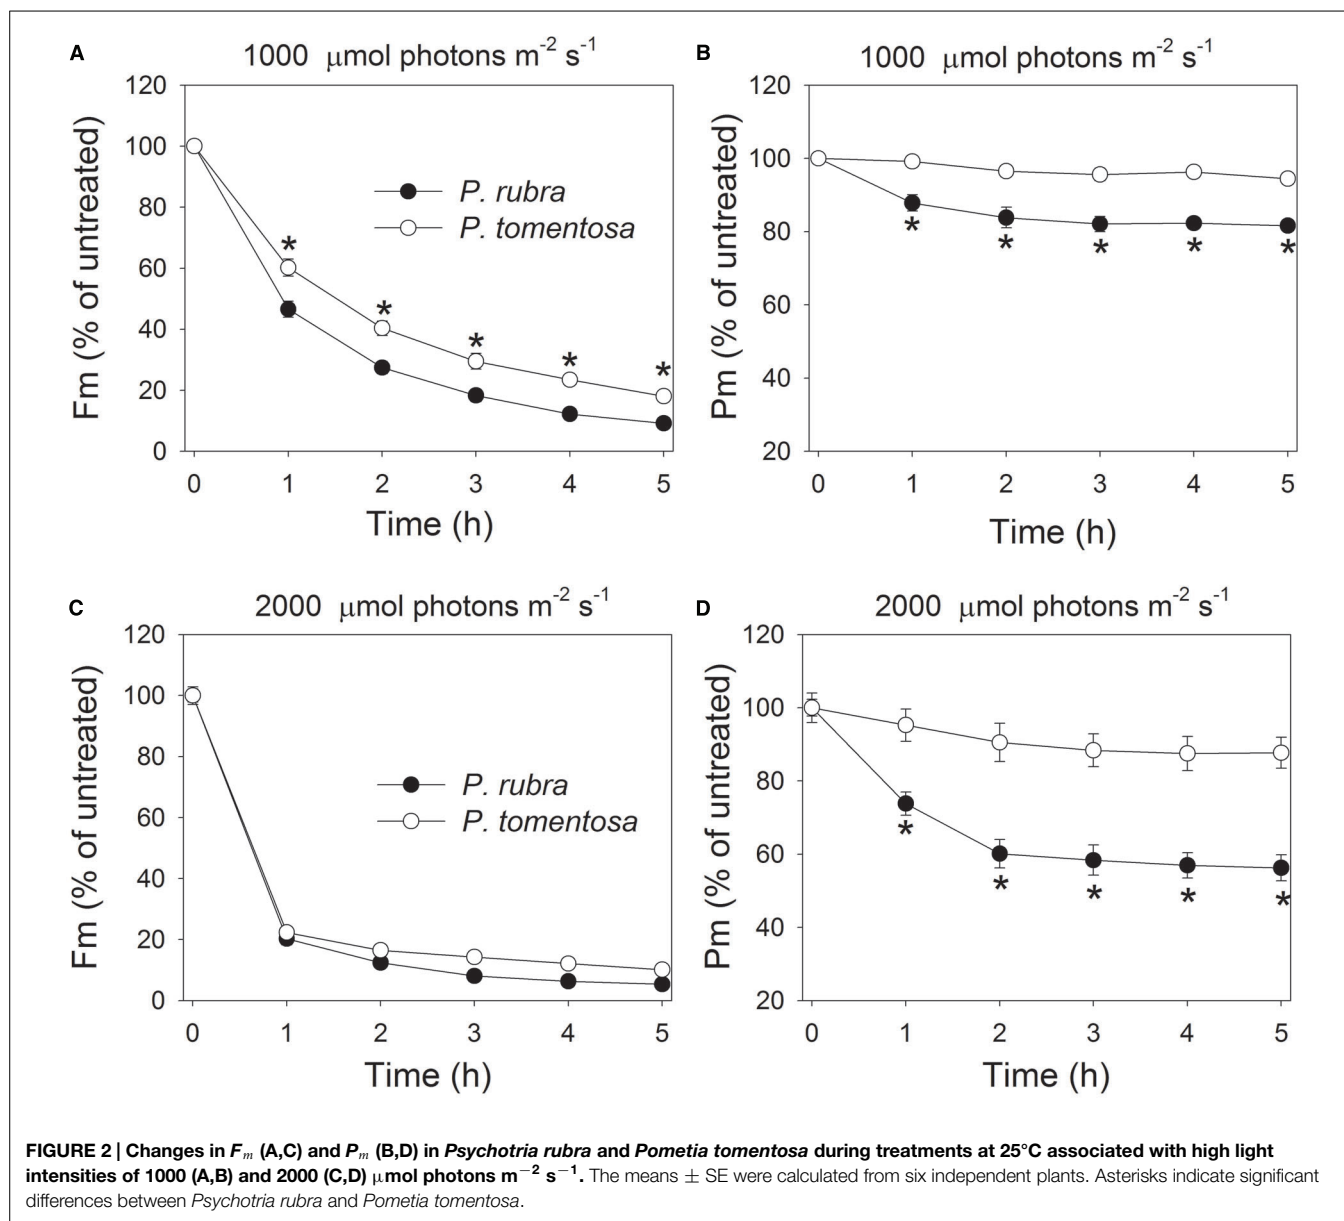 A
1000 μmol photons m-2 s-1
120
100
80
60
40
20
0
Fm (% of untreated)
P. rubra
P. tomentosa
*
*
*
*
*
0 1 2 3 4 5
Time (h)
B
1000 μmol photons m-2 s-1
120
100
80
60
40
20
Pm (% of untreated)
*
*
*
*
*
0 1 2 3 4 5
Time (h)
C
2000 μmol photons m-2 s-1
120
100
80
60
40
20
0
Fm (% of untreated)
P. rubra
P. tomentosa
0 1 2 3 4 5
Time (h)
D
2000 μmol photons m-2 s-1
120
100
80
60
40
20
Pm (% of untreated)
*
*
*
*
*
0 1 2 3 4 5
Time (h)
FIGURE 2 | Changes in Fm (A,C) and Pm (B,D) in Psychotria rubra and Pometia tomentosa during treatments at 25°C associated with high light
intensities of 1000 (A,B) and 2000 (C,D) μmol photons m−2 s−1. The means ± SE were calculated from six independent plants. Asterisks indicate significant
differences between Psychotria rubra and Pometia tomentosa.